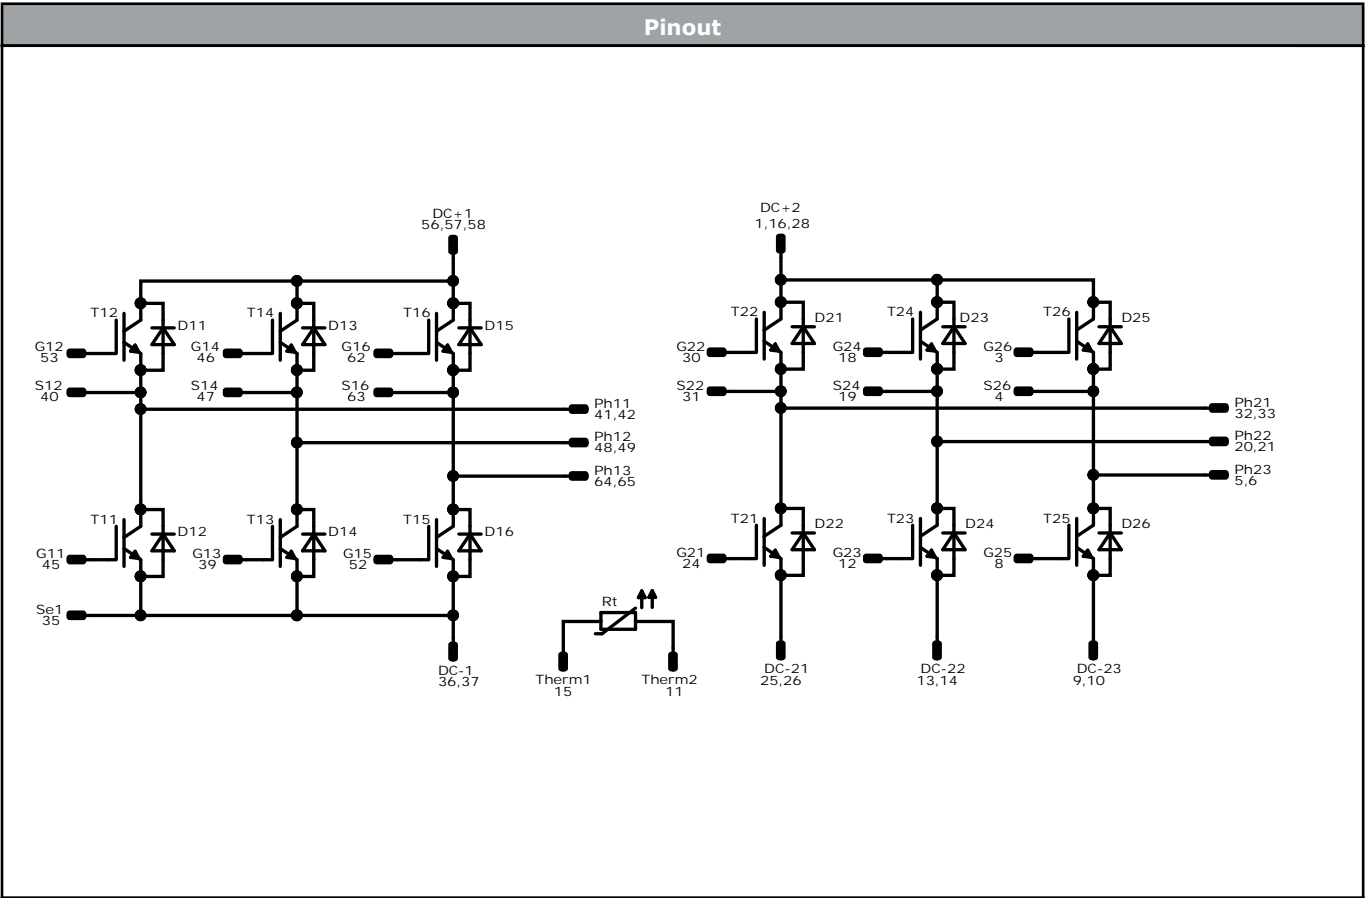 Pinout
DC+1
56,57,58
DC+2
1,16,28
T12
D11
T14
D13
T16
D15
G12
53
G14
46
G16
62
S12
40
S14
47
S16
63
Ph11
41,42
Ph12
48,49
Ph13
64,65
T11
D12
T13
D14
T15
D16
G11
45
G13
39
G15
52
Se1
35
DC-1
36,37
Rt
Therm1
15
Therm2
11
T22
D21
T24
D23
T26
D25
G22
30
G24
18
G26
3
S22
31
S24
19
S26
4
Ph21
32,33
Ph22
20,21
Ph23
5,6
T21
D22
T23
D24
T25
D26
G21
24
G23
12
G25
8
DC-21
25,26
DC-22
13,14
DC-23
9,10